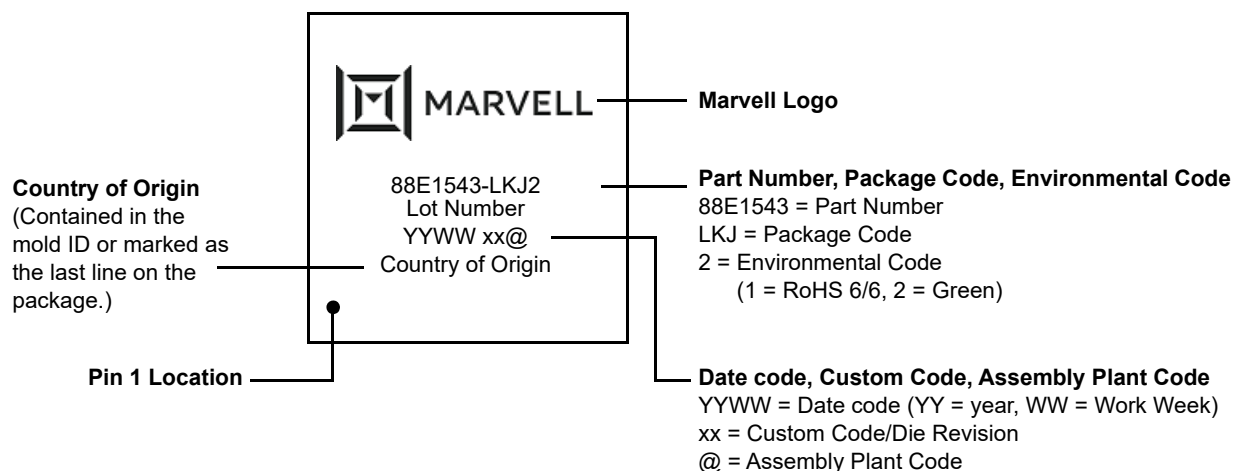 MARVELL
88E1543-LKJ2
Lot Number
YYWW xx@
Country of Origin
Marvell Logo
Country of Origin
(Contained in the
mold ID or marked as
the last line on the
package.)
Part Number, Package Code, Environmental Code
88E1543 = Part Number
LKJ = Package Code
2 = Environmental Code
(1 = RoHS 6/6, 2 = Green)
Pin 1 Location
Date code, Custom Code, Assembly Plant Code
YYWW = Date code (YY = year, WW = Work Week)
xx = Custom Code/Die Revision
@ = Assembly Plant Code